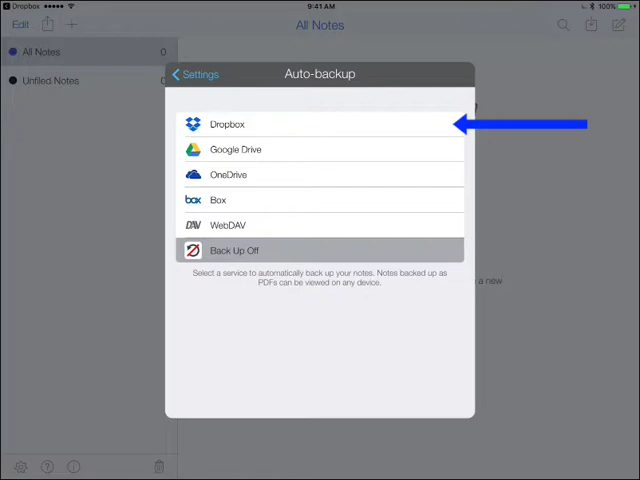 Dropbox 9:41 AM 100%
Edit All Notes
All Notes 0
Unfiled Notes 0
Settings Auto-backup
Dropbox
Google Drive
OneDrive
box Box
DAV WebDAV
Back Up Off
Select a service to automatically back up your notes. Notes backed up as
PDFs can be viewed on any device.
a new